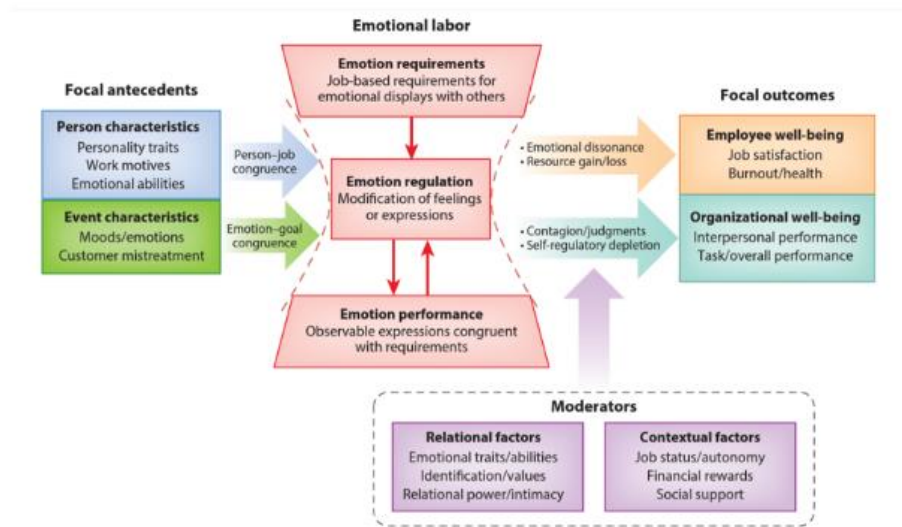 Emotional labor
Emotion requirements
Job-based requirements for
emotional displays with others
Focal antecedents
Person characteristics
Personality traits
Work motives
Emotional abilities
Event characteristics
Moods/emotions
Customer mistreatment
Person–job
congruence
Emotion–goal
congruence
Emotion regulation
Modification of feelings
or expressions
Emotion performance
Observable expressions congruent
with requirements
• Emotional dissonance
• Resource gain/loss
• Contagion/judgments
• Self-regulatory depletion
Focal outcomes
Employee well-being
Job satisfaction
Burnout/health
Organizational well-being
Interpersonal performance
Task/overall performance
Moderators
Relational factors
Emotional traits/abilities
Identification/values
Relational power/intimacy
Contextual factors
Job status/autonomy
Financial rewards
Social support